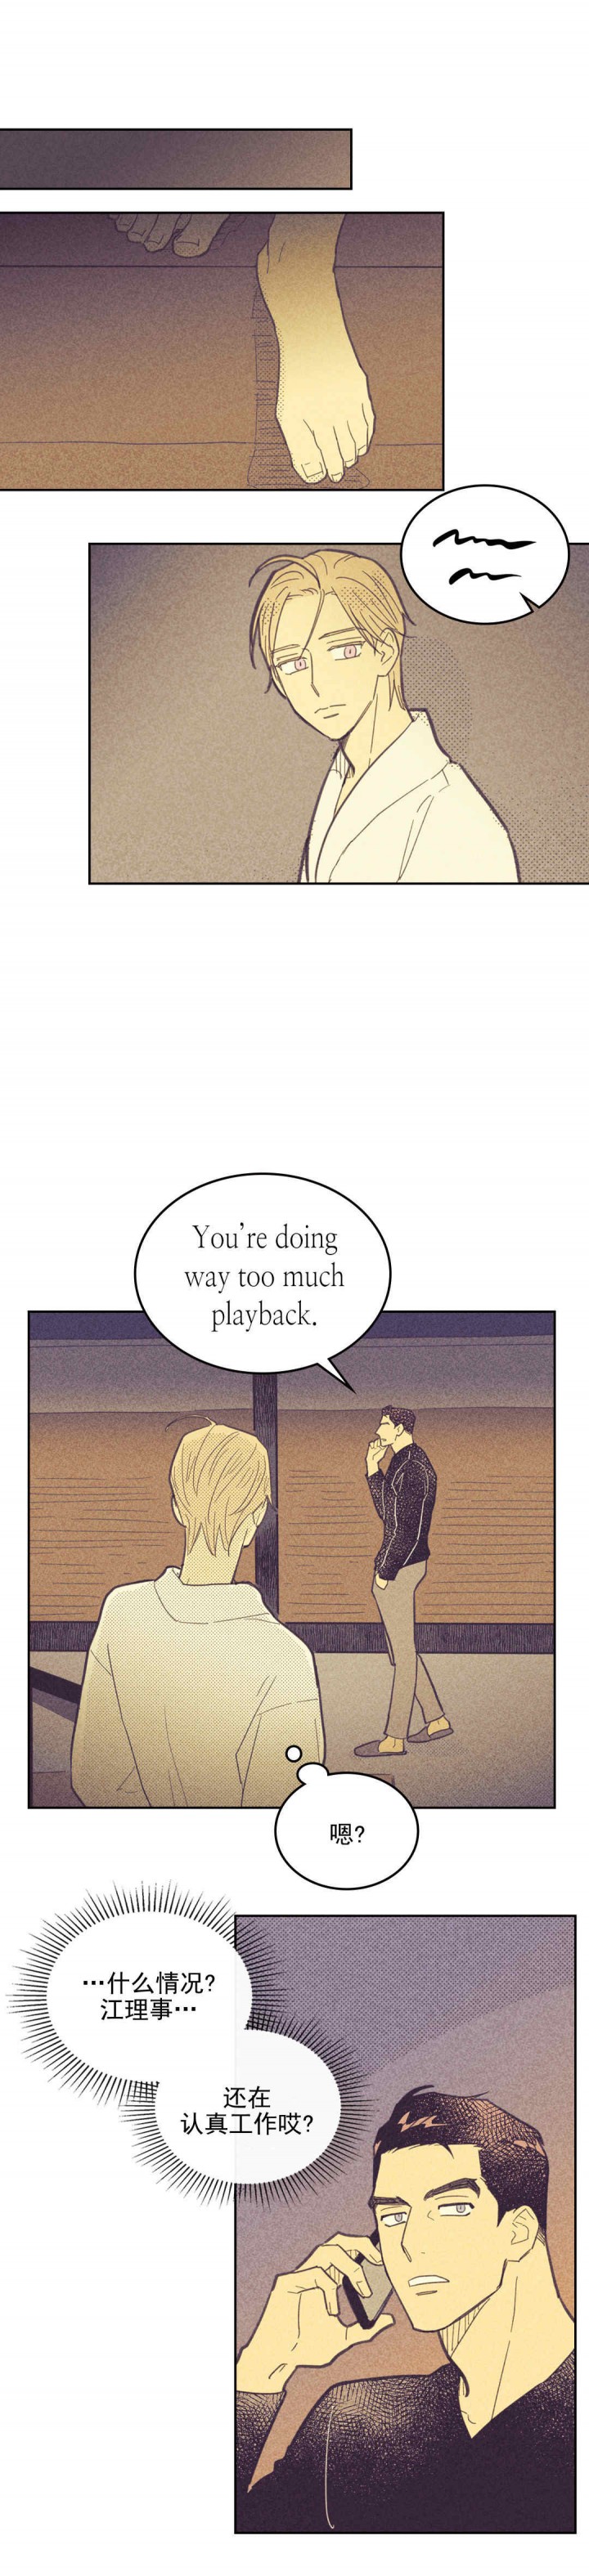 You're doing
way too much
playback.
嗯?
…什么情况?
江理事…
还在
认真工作哎?